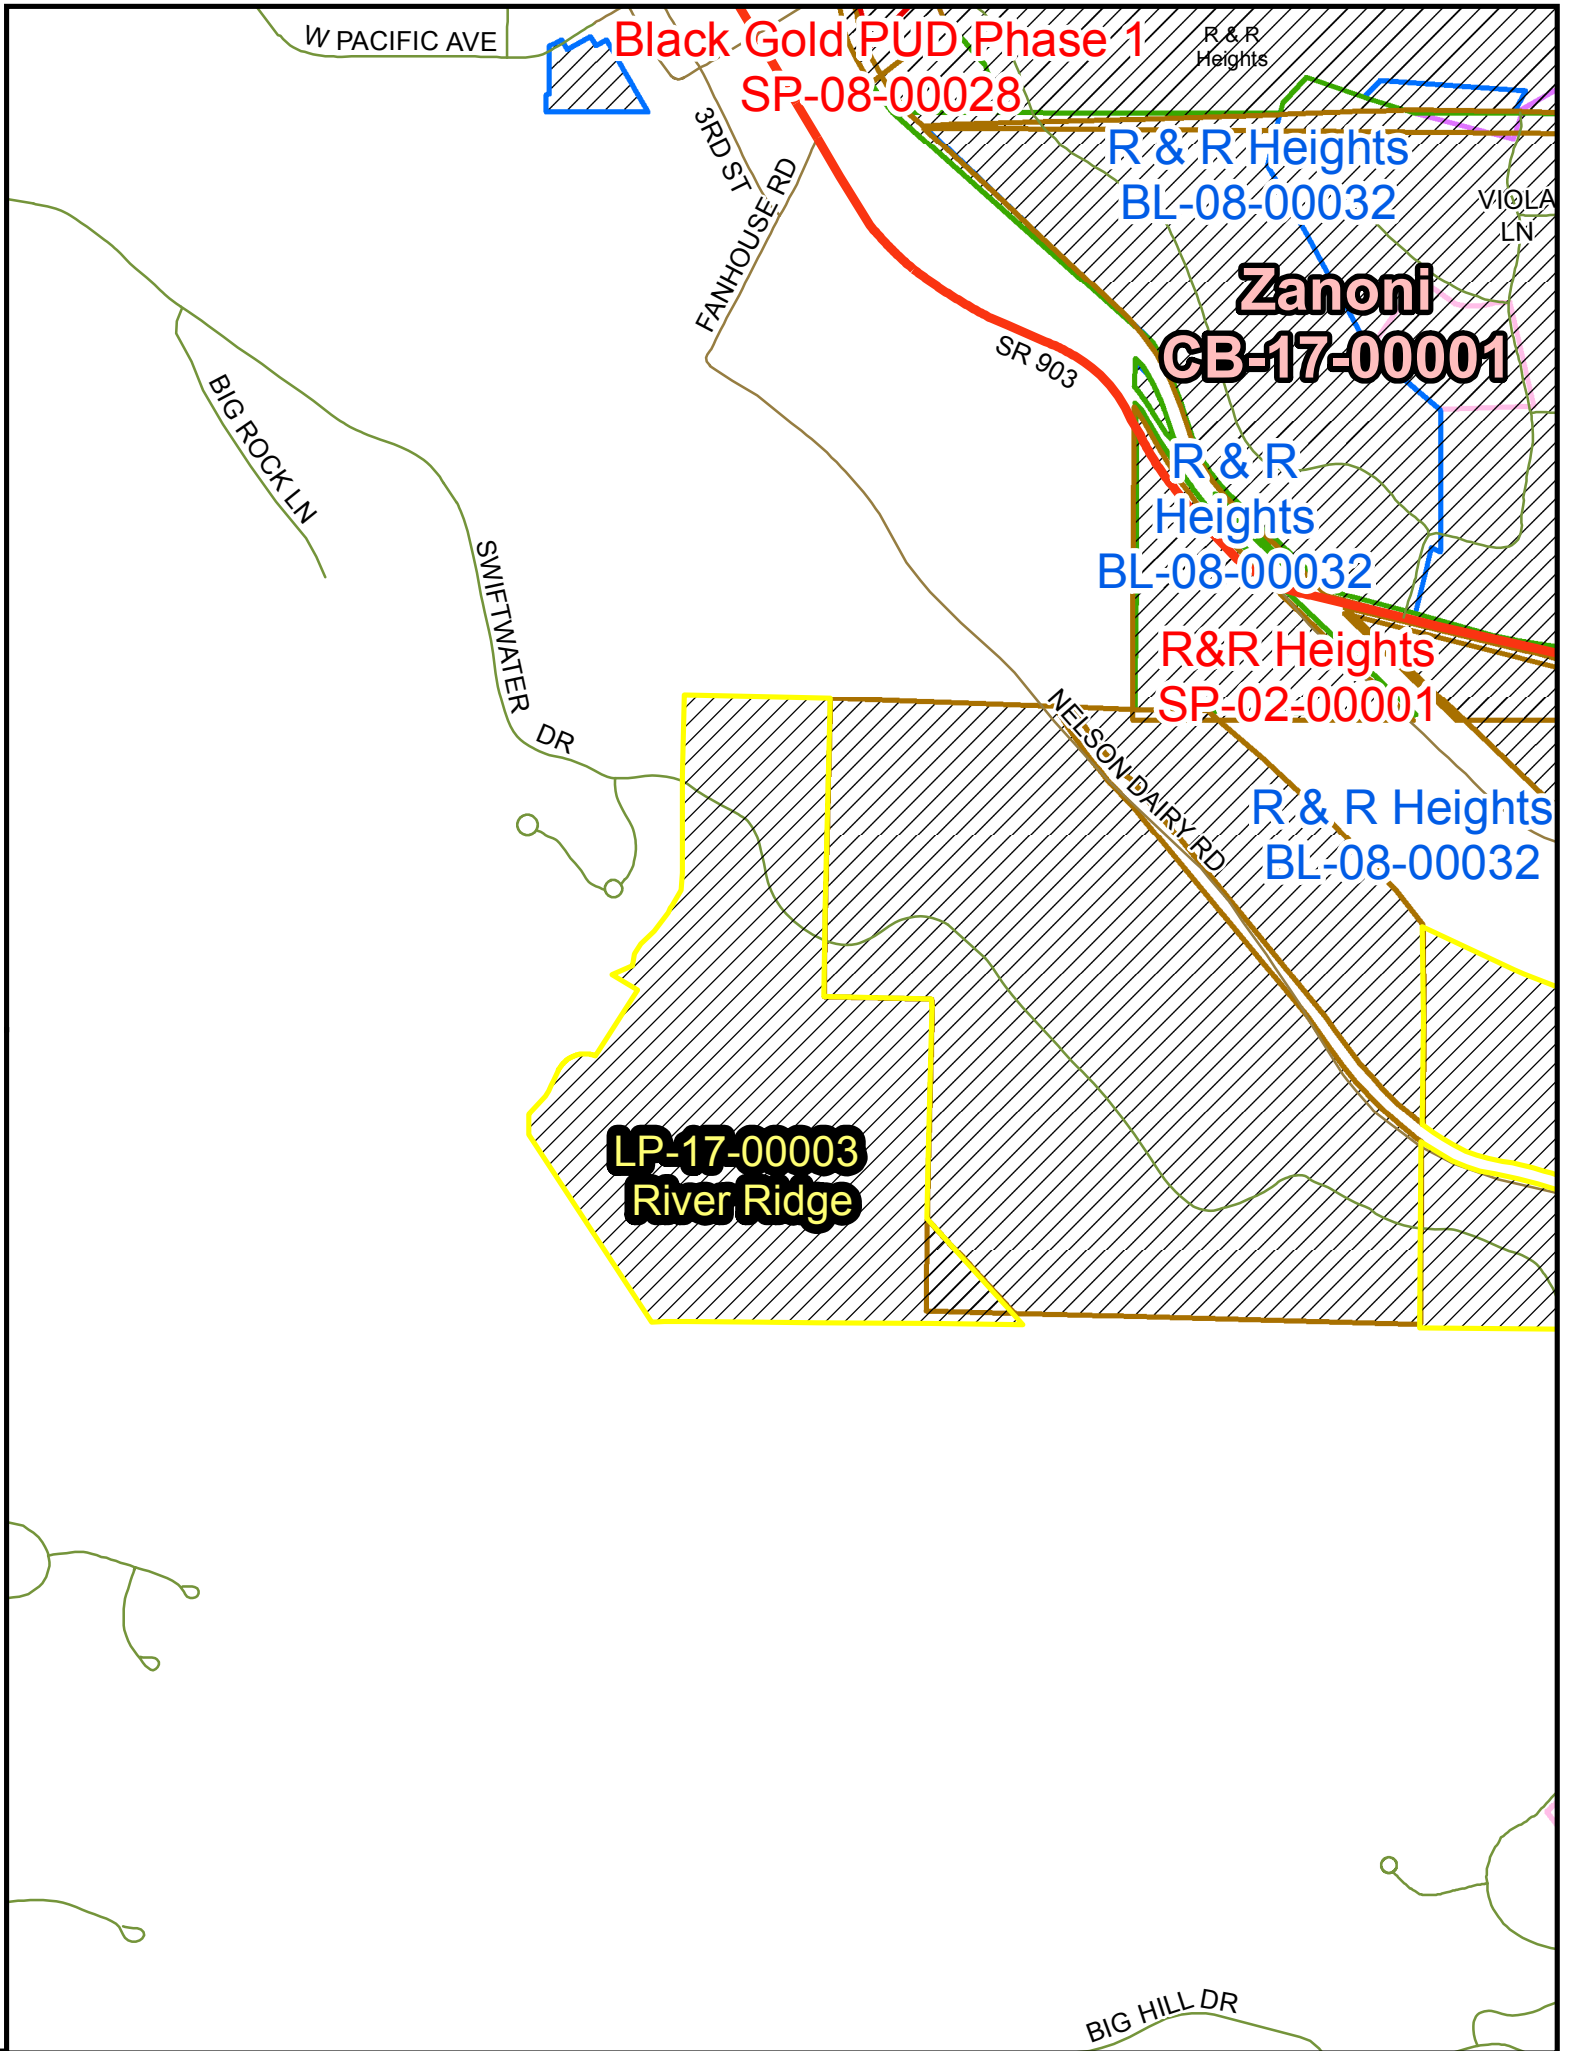 W PACIFIC AVE
Black Gold PUD Phase 1
SP-08-00028
R & R
Heights
3RD ST
FANHOUSE RD
R & R Heights
BL-08-00032
VIOLA
LN
Zanoni
CB-17-00001
SR 903
BIG ROCK LN
R & R
Heights
BL-08-00032
SWIFTWATER
DR
R&R Heights
SP-02-00001
NELSON DAIRY RD
R & R Heights
BL-08-00032
LP-17-00003
River Ridge
BIG HILL DR